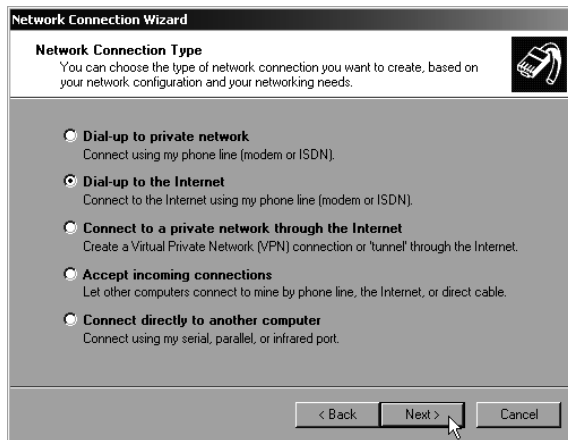 Network Connection Wizard
Network Connection Type
You can choose the type of network connection you want to create, based on
your network configuration and your networking needs.
Dial-up to private network
Connect using my phone line (modem or ISDN).
Dial-up to the Internet
Connect to the Internet using my phone line (modem or ISDN).
Connect to a private network through the Internet
Create a Virtual Private Network (VPN) connection or 'tunnel' through the Internet.
Accept incoming connections
Let other computers connect to mine by phone line, the Internet, or direct cable.
Connect directly to another computer
Connect using my serial, parallel, or infrared port.
< Back
Next >
Cancel